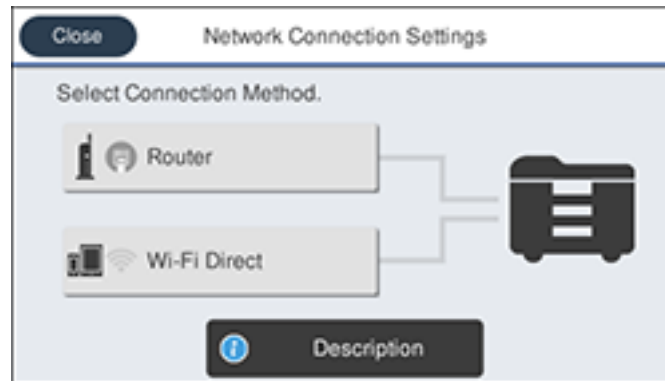 Close
Network Connection Settings
Select Connection Method.
Router
Wi-Fi Direct
Description